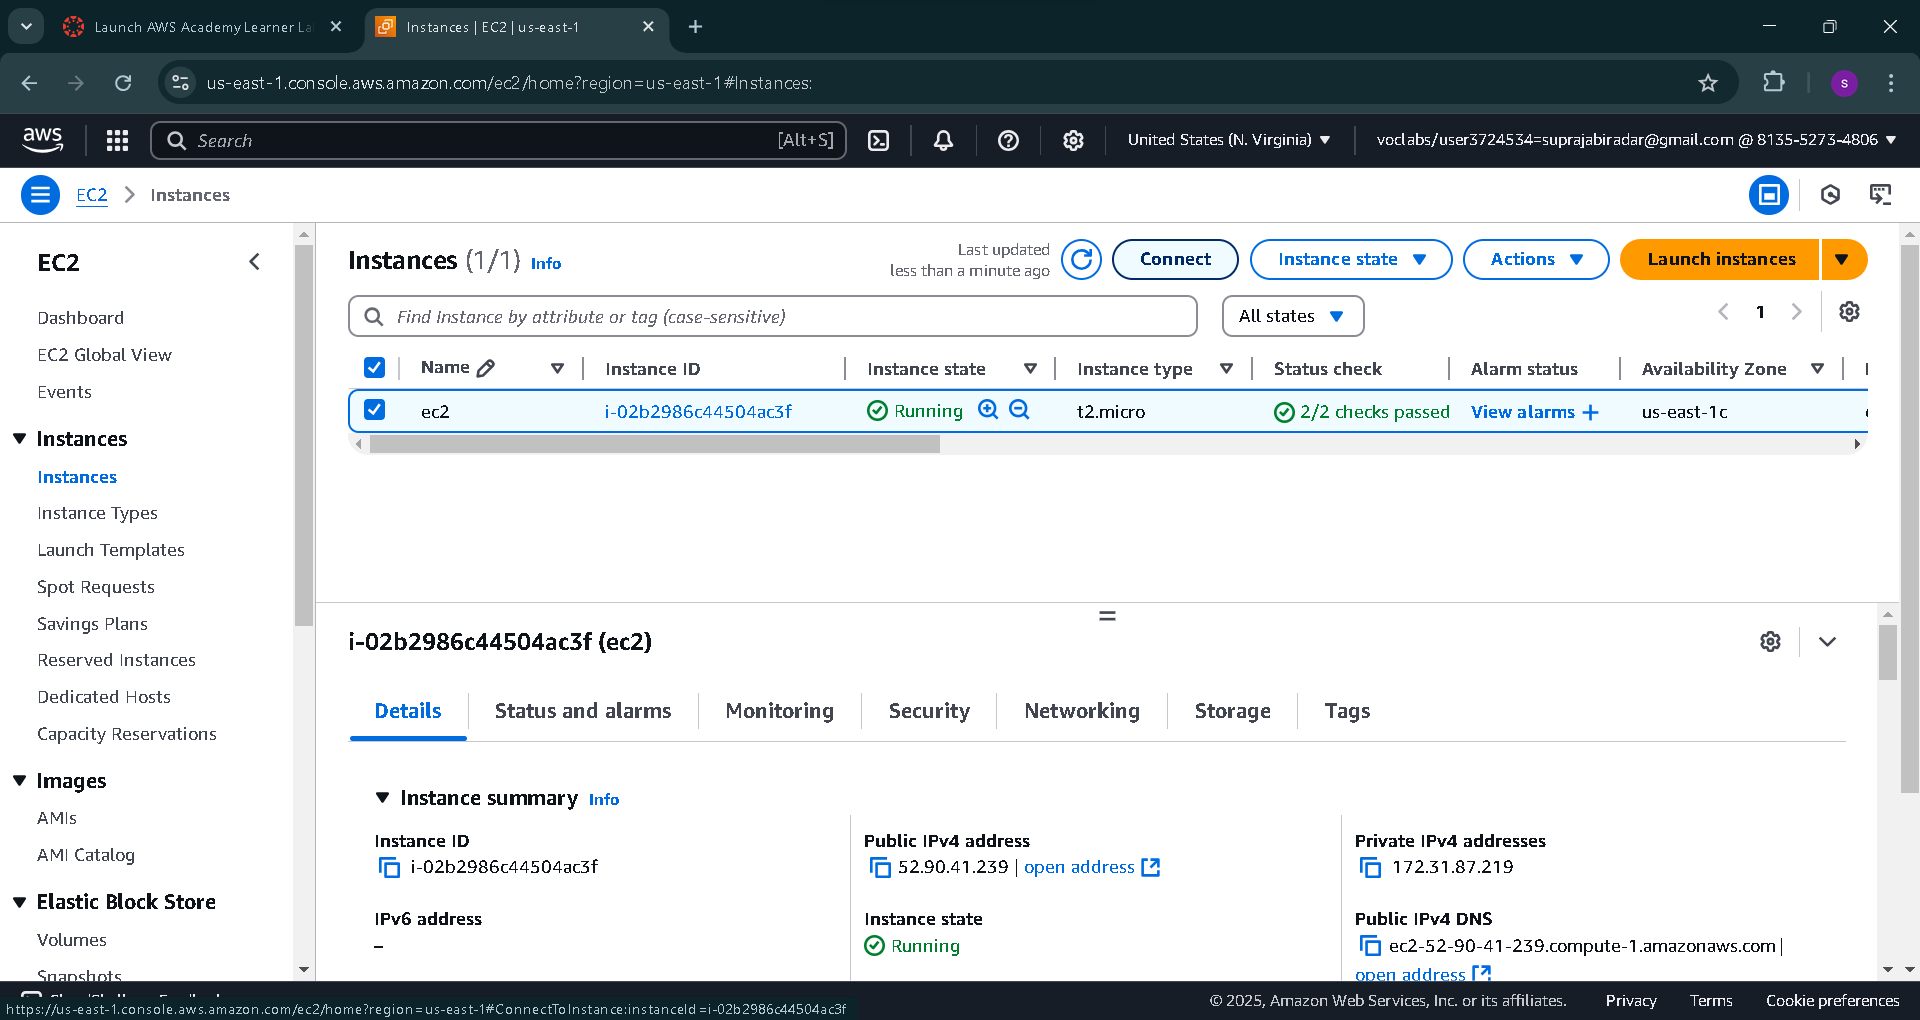 Launch AWS Academy Learner La
Instances | EC2 | us-east-1
us-east-1.console.aws.amazon.com/ec2/home?region=us-east-1#Instances:
S
aws
Search [Alt+S]
United States (N. Virginia)
voclabs/user3724534=suprajabiradar@gmail.com @ 8135-5273-4806
EC2 > Instances
EC2
Dashboard
EC2 Global View
Events
Instances
Instances
Instance Types
Launch Templates
Spot Requests
Savings Plans
Reserved Instances
Dedicated Hosts
Capacity Reservations
Images
AMIs
AMI Catalog
Elastic Block Store
Volumes
Snapshots
Instances (1/1) Info
Last updated
less than a minute ago
Connect
Instance state
Actions
Launch instances
Find Instance by attribute or tag (case-sensitive)
All states
1
Name Instance ID Instance state Instance type Status check Alarm status Availability Zone
ec2 i-02b2986c44504ac3f Running t2.micro 2/2 checks passed View alarms + us-east-1c
i-02b2986c44504ac3f (ec2)
Details Status and alarms Monitoring Security Networking Storage Tags
Instance summary Info
Instance ID
i-02b2986c44504ac3f
Public IPv4 address
52.90.41.239 | open address
Private IPv4 addresses
172.31.87.219
IPv6 address
–
Instance state
Running
Public IPv4 DNS
ec2-52-90-41-239.compute-1.amazonaws.com |
open address
https://us-east-1.console.aws.amazon.com/ec2/home?region=us-east-1#ConnectToInstance:instanceId=i-02b2986c44504ac3f
© 2025, Amazon Web Services, Inc. or its affiliates. Privacy Terms Cookie preferences